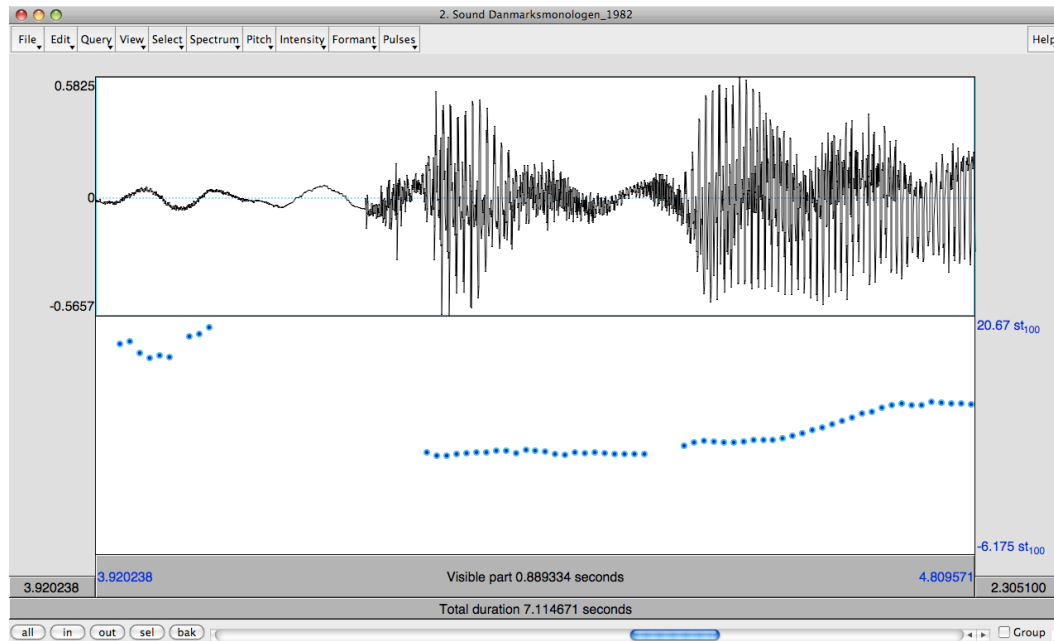 2. Sound Danmarksmonologen_1982
File Edit Query View Select Spectrum Pitch Intensity Formant Pulses Help
0.5825
0
-0.5657
20.67 st100
-6.175 st100
3.920238 Visible part 0.889334 seconds 4.809571
3.920238 2.305100
Total duration 7.114671 seconds
all in out sel bak Group